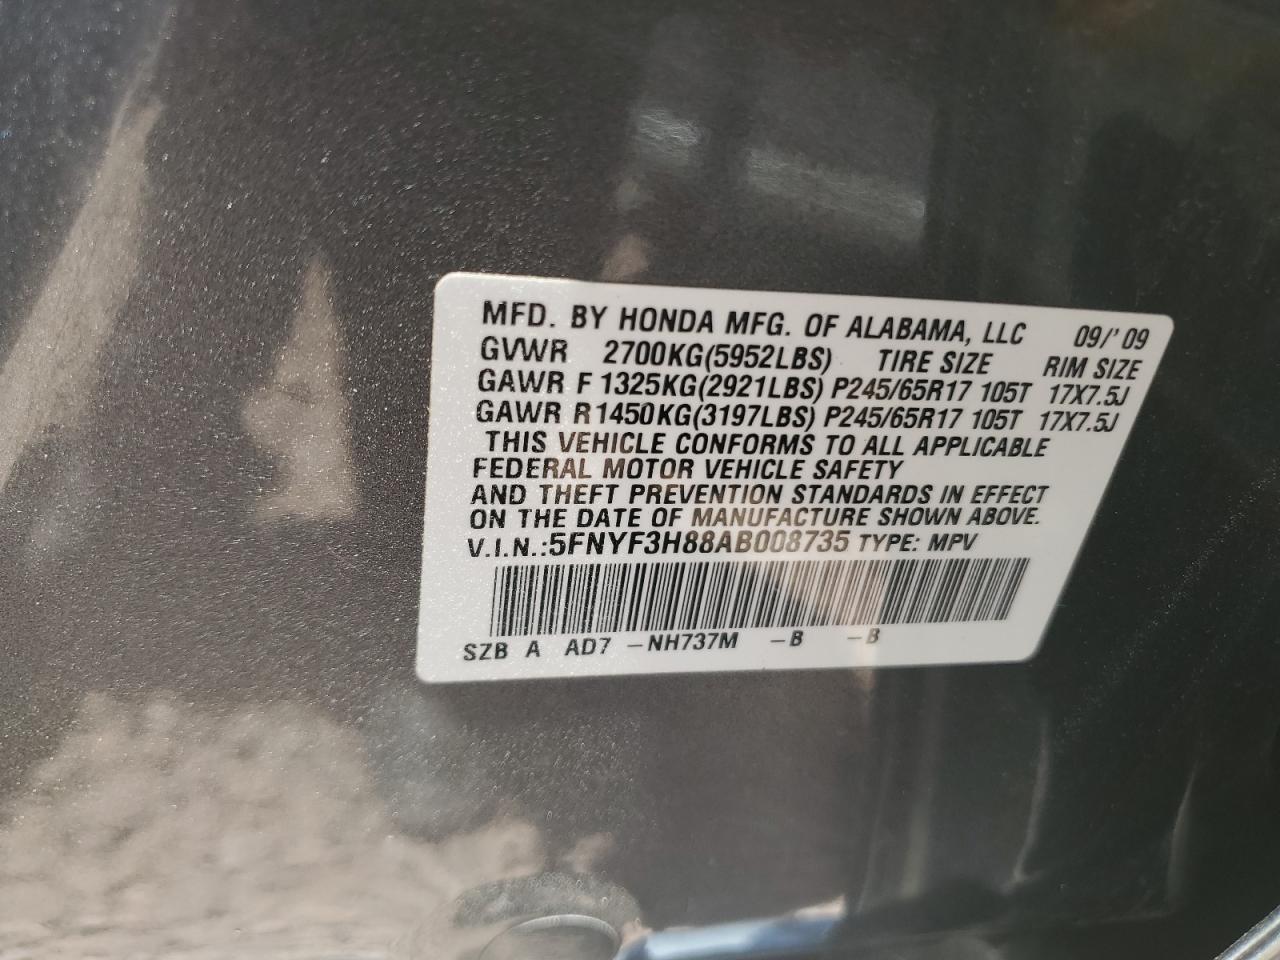 MFD. BY HONDA MFG. OF ALABAMA, LLC 09/'09
GVWR 2700KG(5952LBS) TIRE SIZE RIM SIZE
GAWR F 1325KG(2921LBS) P245/65R17 105T 17X7.5J
GAWR R 1450KG(3197LBS) P245/65R17 105T 17X7.5J
THIS VEHICLE CONFORMS TO ALL APPLICABLE
FEDERAL MOTOR VEHICLE SAFETY
AND THEFT PREVENTION STANDARDS IN EFFECT
ON THE DATE OF MANUFACTURE SHOWN ABOVE.
V.I.N.:5FNYF3H88AB008735 TYPE: MPV
SZB A AD7 -NH737M -B -B